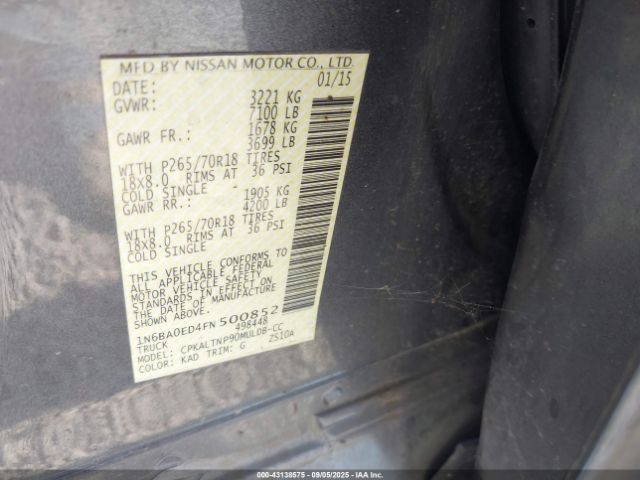 MFD BY NISSAN MOTOR CO., LTD.
DATE: 01/15
GVWR: 3221 KG
7100 LB
GAWR FR.: 1678 KG
3699 LB
WITH P265/70R18 TIRES
18X8.0 RIMS AT 36 PSI
COLD SINGLE -
GAWR RR.: 1905 KG
4200 LB
WITH P265/70R18 TIRES
18X8.0 RIMS AT 36 PSI
COLD SINGLE
THIS VEHICLE CONFORMS TO
ALL APPLICABLE FEDERAL
MOTOR VEHICLE SAFETY
STANDARDS IN EFFECT ON
THE DATE OF MANUFACTURE
SHOWN ABOVE.
1N6BA0ED4FN 500852
TRUCK 498448
MODEL: CPKALTNP90MULDB-CC
COLOR: KAD TRIM: G . ZS10A
000-43138575 - 09/05/2025 - IAA Inc.